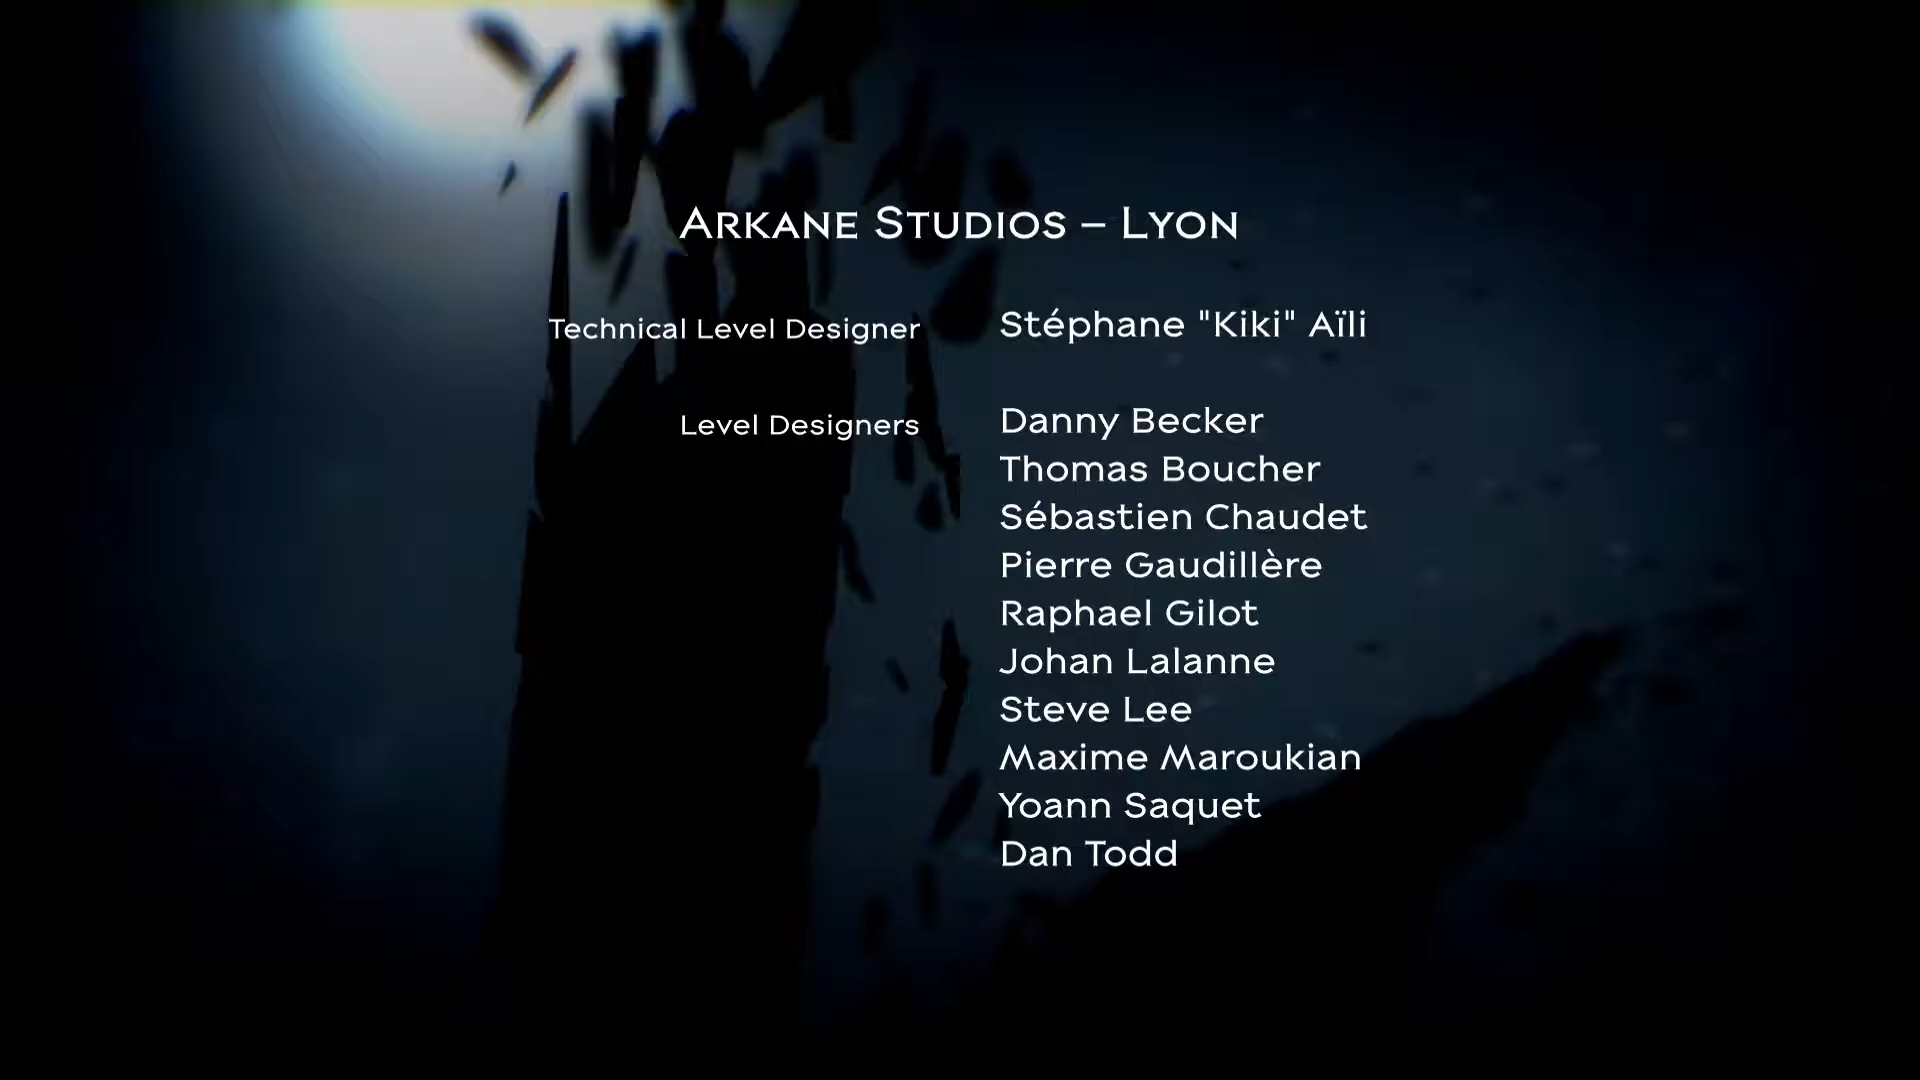 Arkane Studios – Lyon
Technical Level Designer Stéphane "Kiki" Aïli
Level Designers Danny Becker
Thomas Boucher
Sébastien Chaudet
Pierre Gaudillère
Raphael Gilot
Johan Lalanne
Steve Lee
Maxime Maroukian
Yoann Saquet
Dan Todd